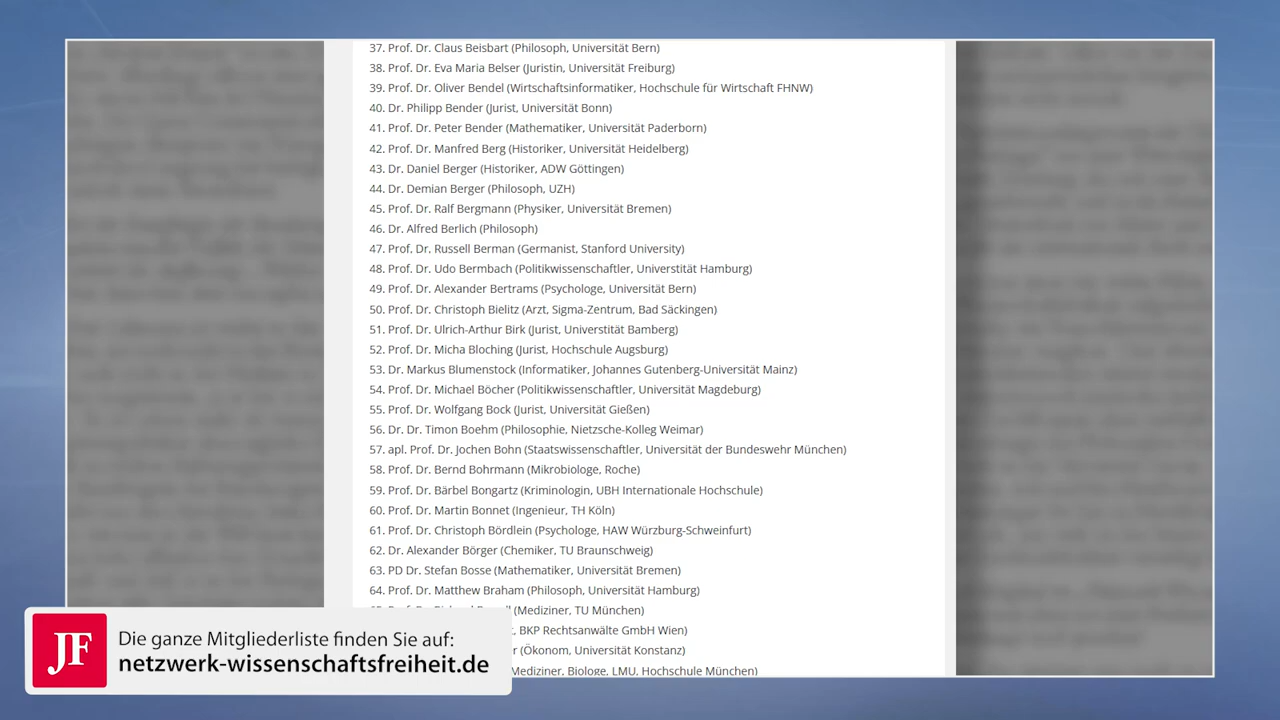 37. Prof. Dr. Claus Beisbart (Philosoph, Universität Bern)
38. Prof. Dr. Eva Maria Belser (Juristin, Universität Freiburg)
39. Prof. Dr. Oliver Bendel (Wirtschaftsinformatiker, Hochschule für Wirtschaft FHNW)
40. Dr. Philipp Bender (Jurist, Universität Bonn)
41. Prof. Dr. Peter Bender (Mathematiker, Universität Paderborn)
42. Prof. Dr. Manfred Berg (Historiker, Universität Heidelberg)
43. Dr. Daniel Berger (Historiker, ADW Göttingen)
44. Dr. Demian Berger (Philosoph, UZH)
45. Prof. Dr. Ralf Bergmann (Physiker, Universität Bremen)
46. Dr. Alfred Berlich (Philosoph)
47. Prof. Dr. Russell Berman (Germanist, Stanford University)
48. Prof. Dr. Udo Bermbach (Politikwissenschaftler, Universtität Hamburg)
49. Prof. Dr. Alexander Bertrams (Psychologe, Universität Bern)
50. Prof. Dr. Christoph Bielitz (Arzt, Sigma-Zentrum, Bad Säckingen)
51. Prof. Dr. Ulrich-Arthur Birk (Jurist, Universtität Bamberg)
52. Prof. Dr. Micha Bloching (Jurist, Hochschule Augsburg)
53. Dr. Markus Blumenstock (Informatiker, Johannes Gutenberg-Universität Mainz)
54. Prof. Dr. Michael Böcher (Politikwissenschaftler, Universität Magdeburg)
55. Prof. Dr. Wolfgang Bock (Jurist, Universität Gießen)
56. Dr. Dr. Timon Boehm (Philosophie, Nietzsche-Kolleg Weimar)
57. apl. Prof. Dr. Jochen Bohn (Staatswissenschaftler, Universität der Bundeswehr München)
58. Prof. Dr. Bernd Bohrmann (Mikrobiologe, Roche)
59. Prof. Dr. Bärbel Bongartz (Kriminologin, UBH Internationale Hochschule)
60. Prof. Dr. Martin Bonnet (Ingenieur, TH Köln)
61. Prof. Dr. Christoph Bördlein (Psychologe, HAW Würzburg-Schweinfurt)
62. Dr. Alexander Börger (Chemiker, TU Braunschweig)
63. PD Dr. Stefan Bosse (Mathematiker, Universität Bremen)
64. Prof. Dr. Matthew Braham (Philosoph, Universität Hamburg)
(Mediziner, TU München)
BKP Rechtsanwälte GmbH Wien)
(Ökonom, Universität Konstanz)
Mediziner, Biologe, LMU, Hochschule München)
JF
Die ganze Mitgliederliste finden Sie auf:
netzwerk-wissenschaftsfreiheit.de